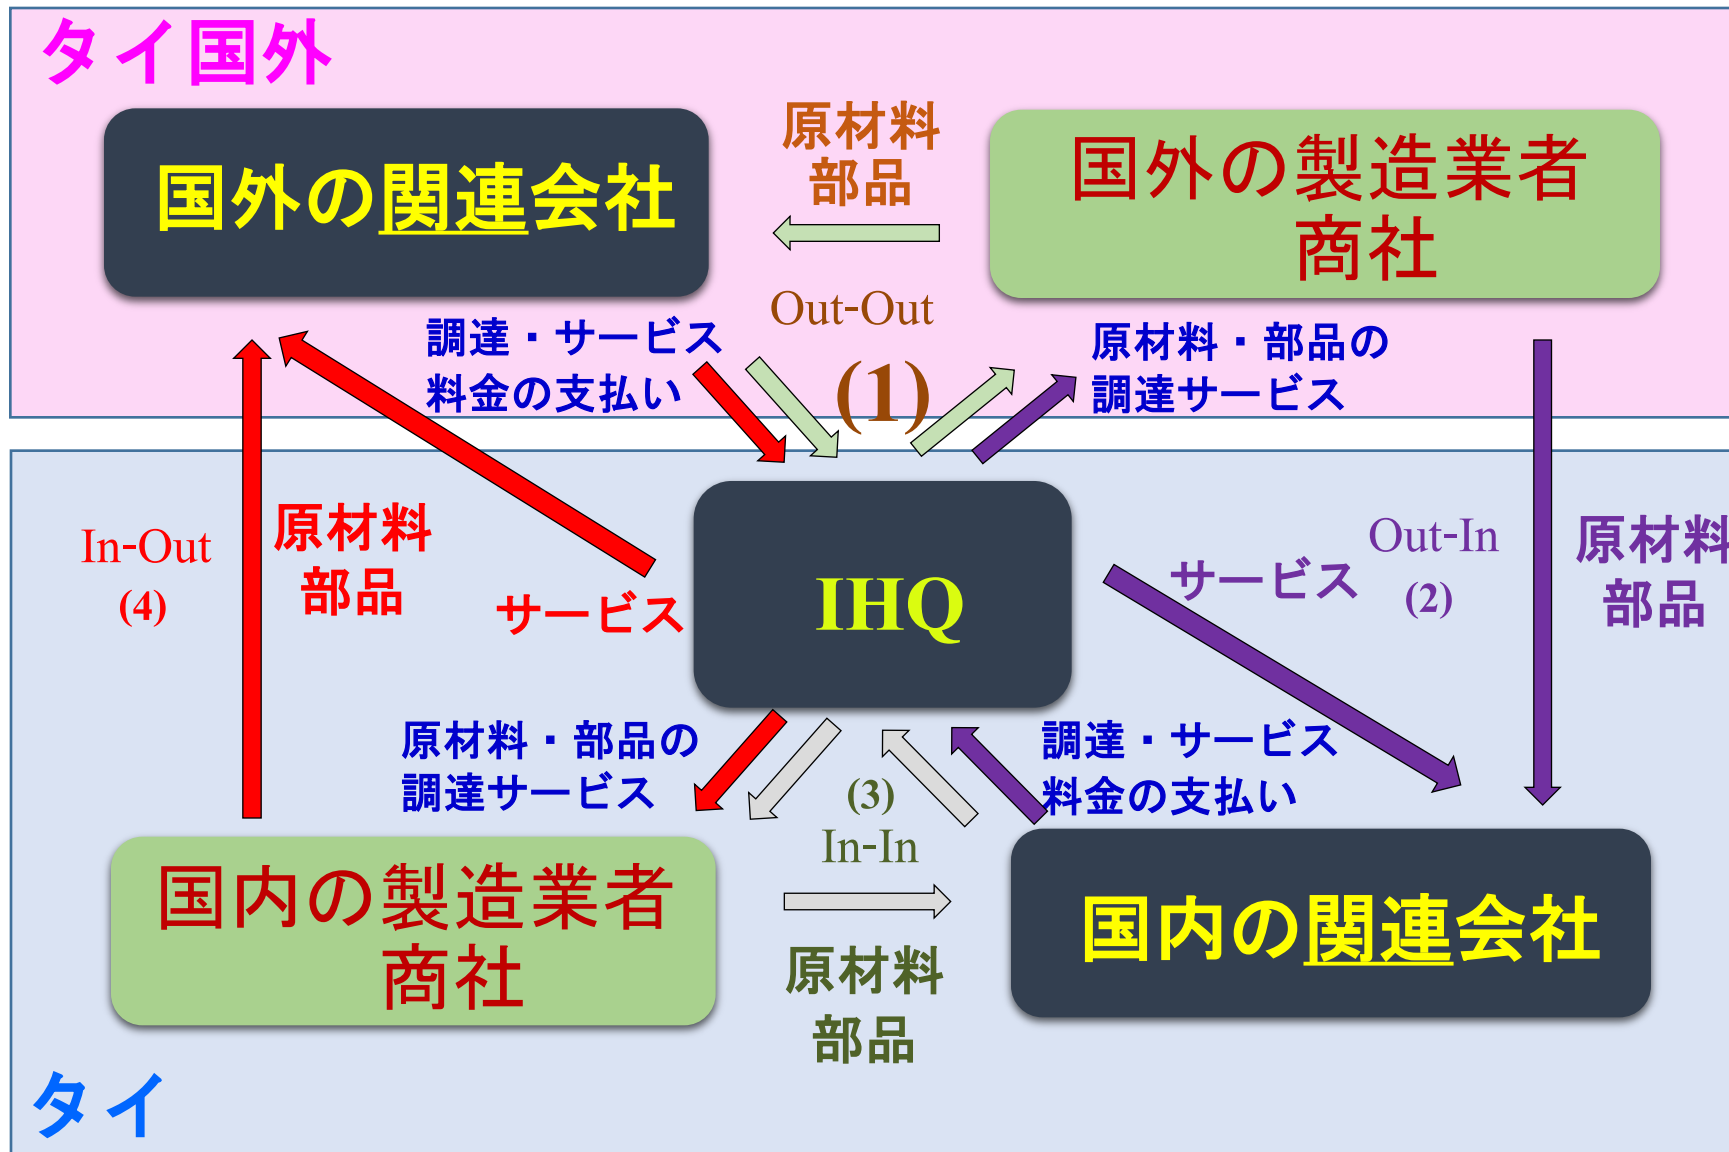 タイ国外
国外の関連会社
原材料
部品
国外の製造業者
商社
Out-Out
(1)
調達・サービス
料金の支払い
原材料・部品の
調達サービス
In-Out
(4)
原材料
部品
サービス
IHQ
サービス
Out-In
(2)
原材料
部品
原材料・部品の
調達サービス
(3)
In-In
調達・サービス
料金の支払い
国内の製造業者
商社
原材料
部品
国内の関連会社
タイ